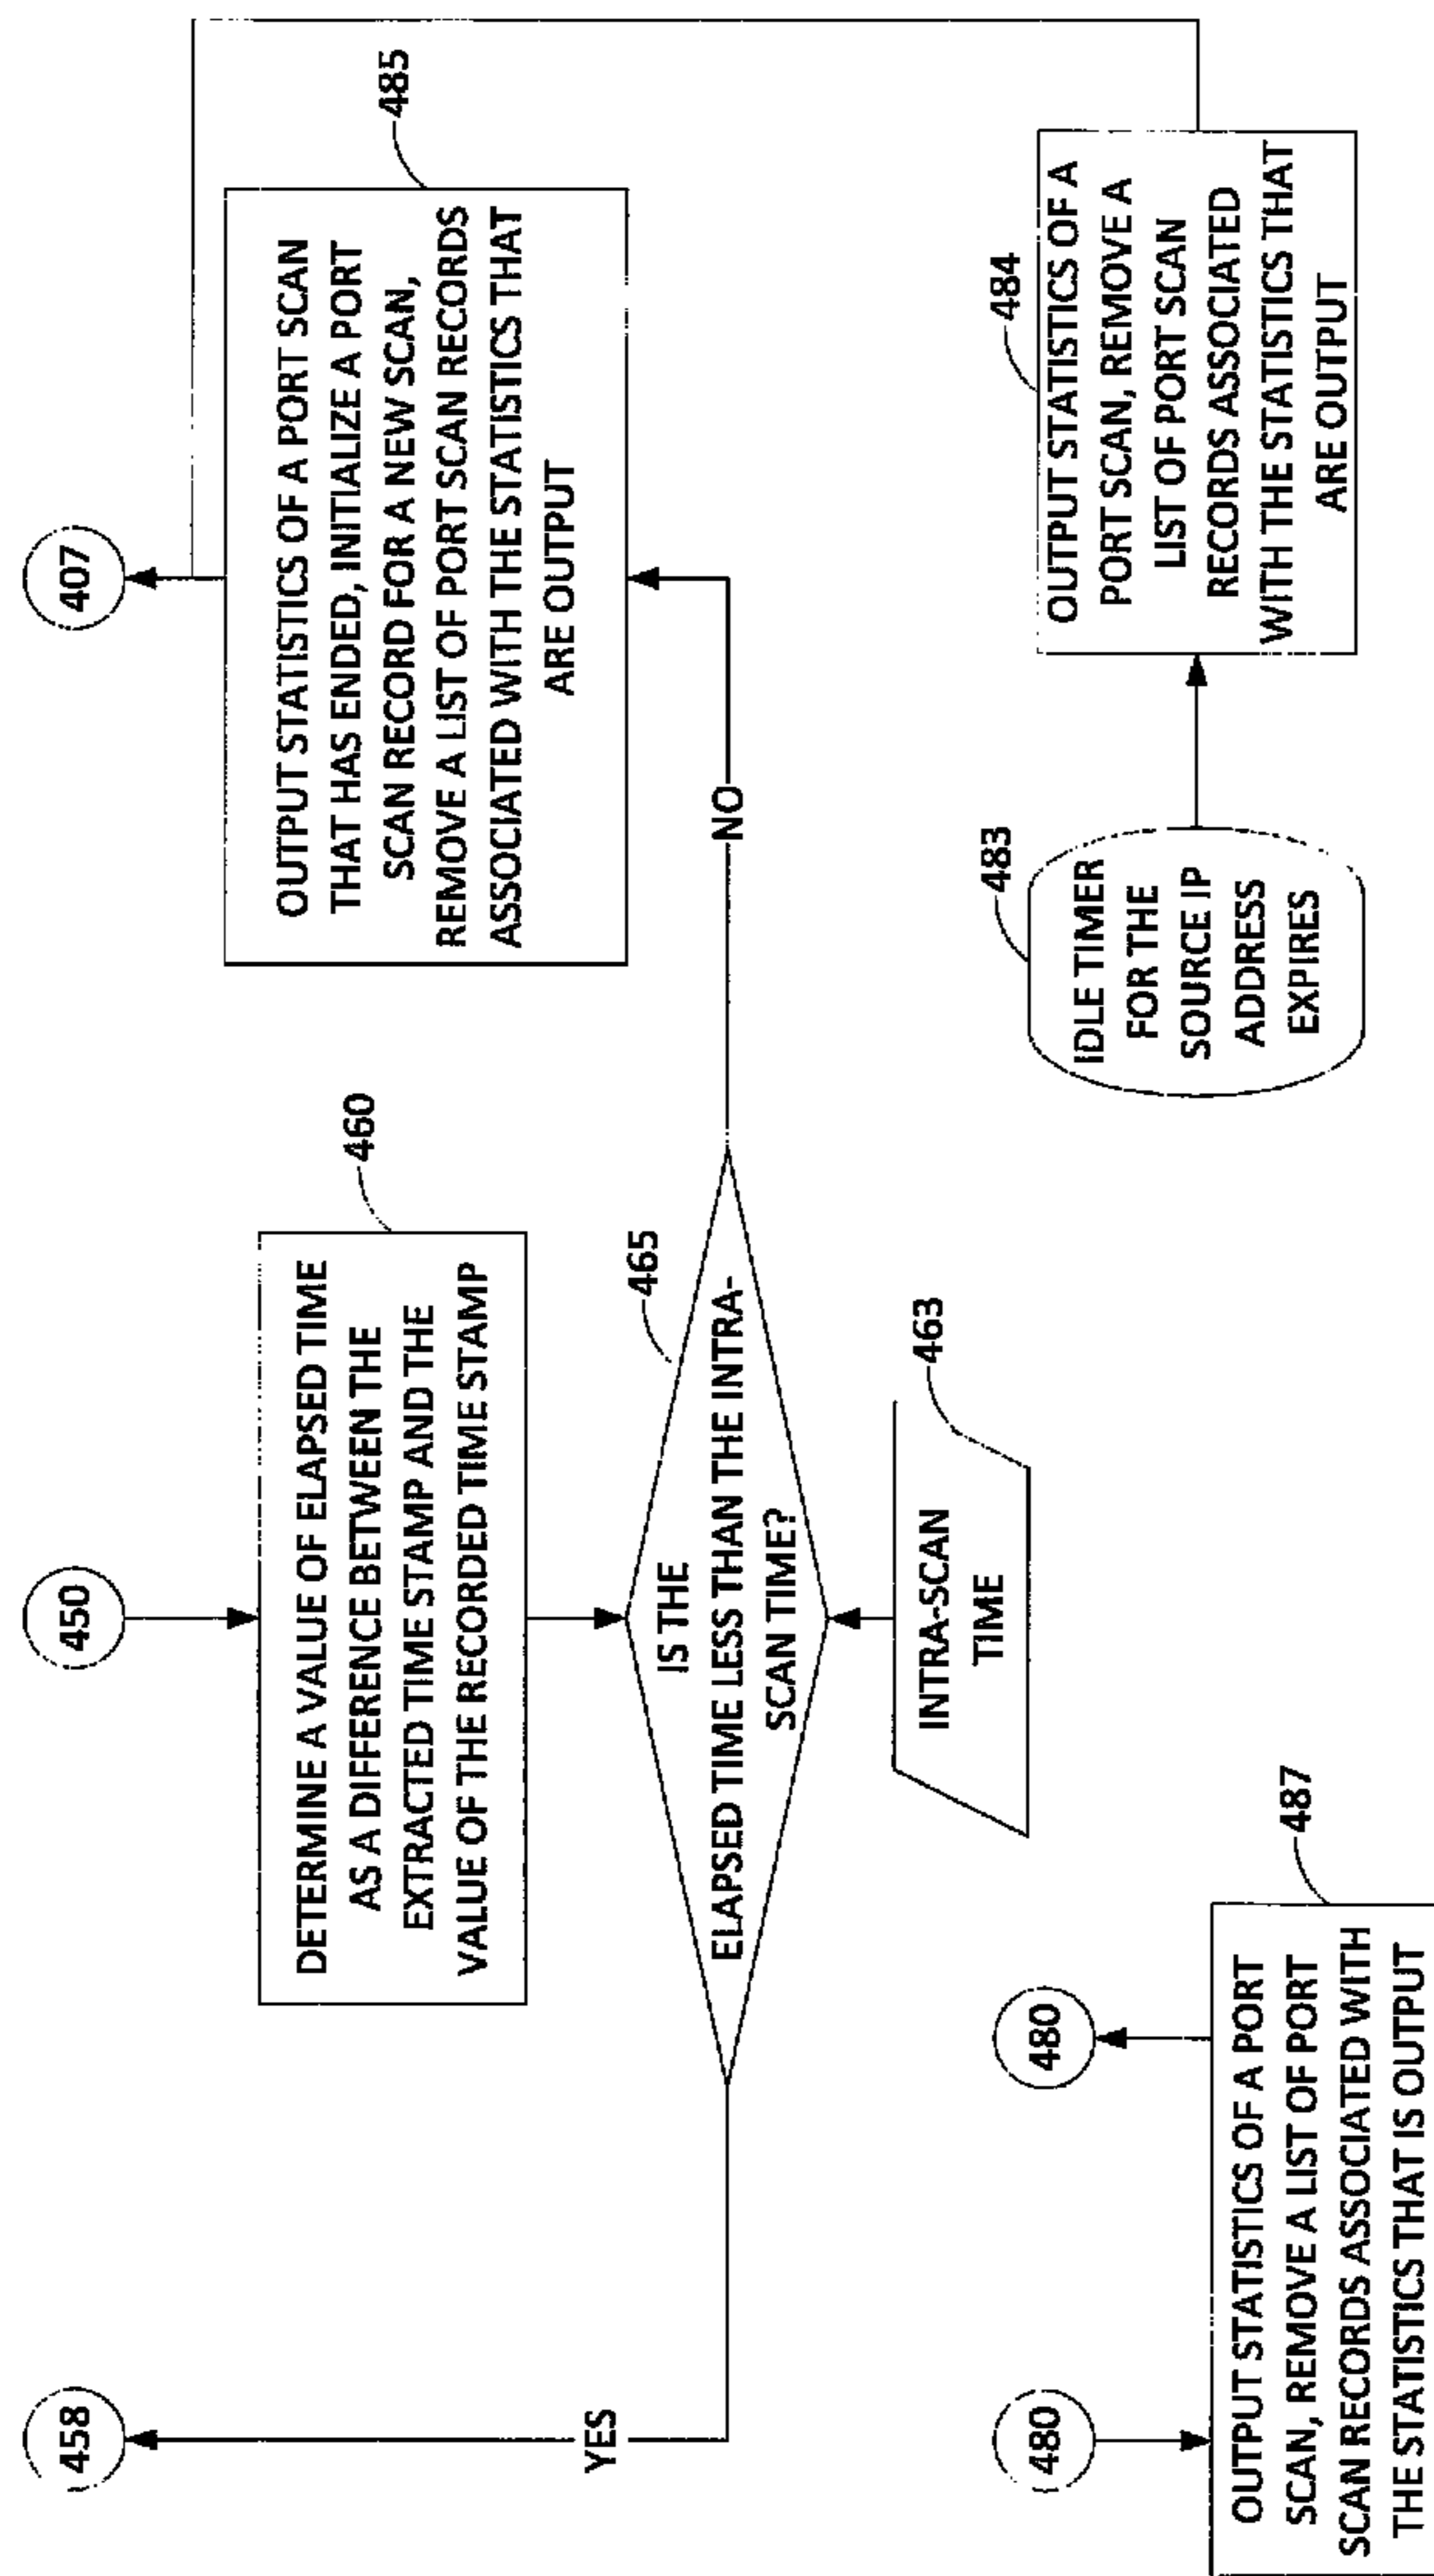 458
450
407
DETERMINE A VALUE OF ELAPSED TIME
AS A DIFFERENCE BETWEEN THE
EXTRACTED TIME STAMP AND THE
VALUE OF THE RECORDED TIME STAMP
460
OUTPUT STATISTICS OF A PORT SCAN
THAT HAS ENDED, INITIALIZE A PORT
SCAN RECORD FOR A NEW SCAN,
REMOVE A LIST OF PORT SCAN RECORDS
ASSOCIATED WITH THE STATISTICS THAT
ARE OUTPUT
485
YES
IS THE
ELAPSED TIME LESS THAN THE INTRA-
SCAN TIME?
465
NO
INTRA-SCAN
TIME
463
480
480
OUTPUT STATISTICS OF A PORT
SCAN, REMOVE A LIST OF PORT
SCAN RECORDS ASSOCIATED WITH
THE STATISTICS THAT IS OUTPUT
487
IDLE TIMER
FOR THE
SOURCE IP
ADDRESS
EXPIRES
483
OUTPUT STATISTICS OF A
PORT SCAN, REMOVE A
LIST OF PORT SCAN
RECORDS ASSOCIATED
WITH THE STATISTICS THAT
ARE OUTPUT
484